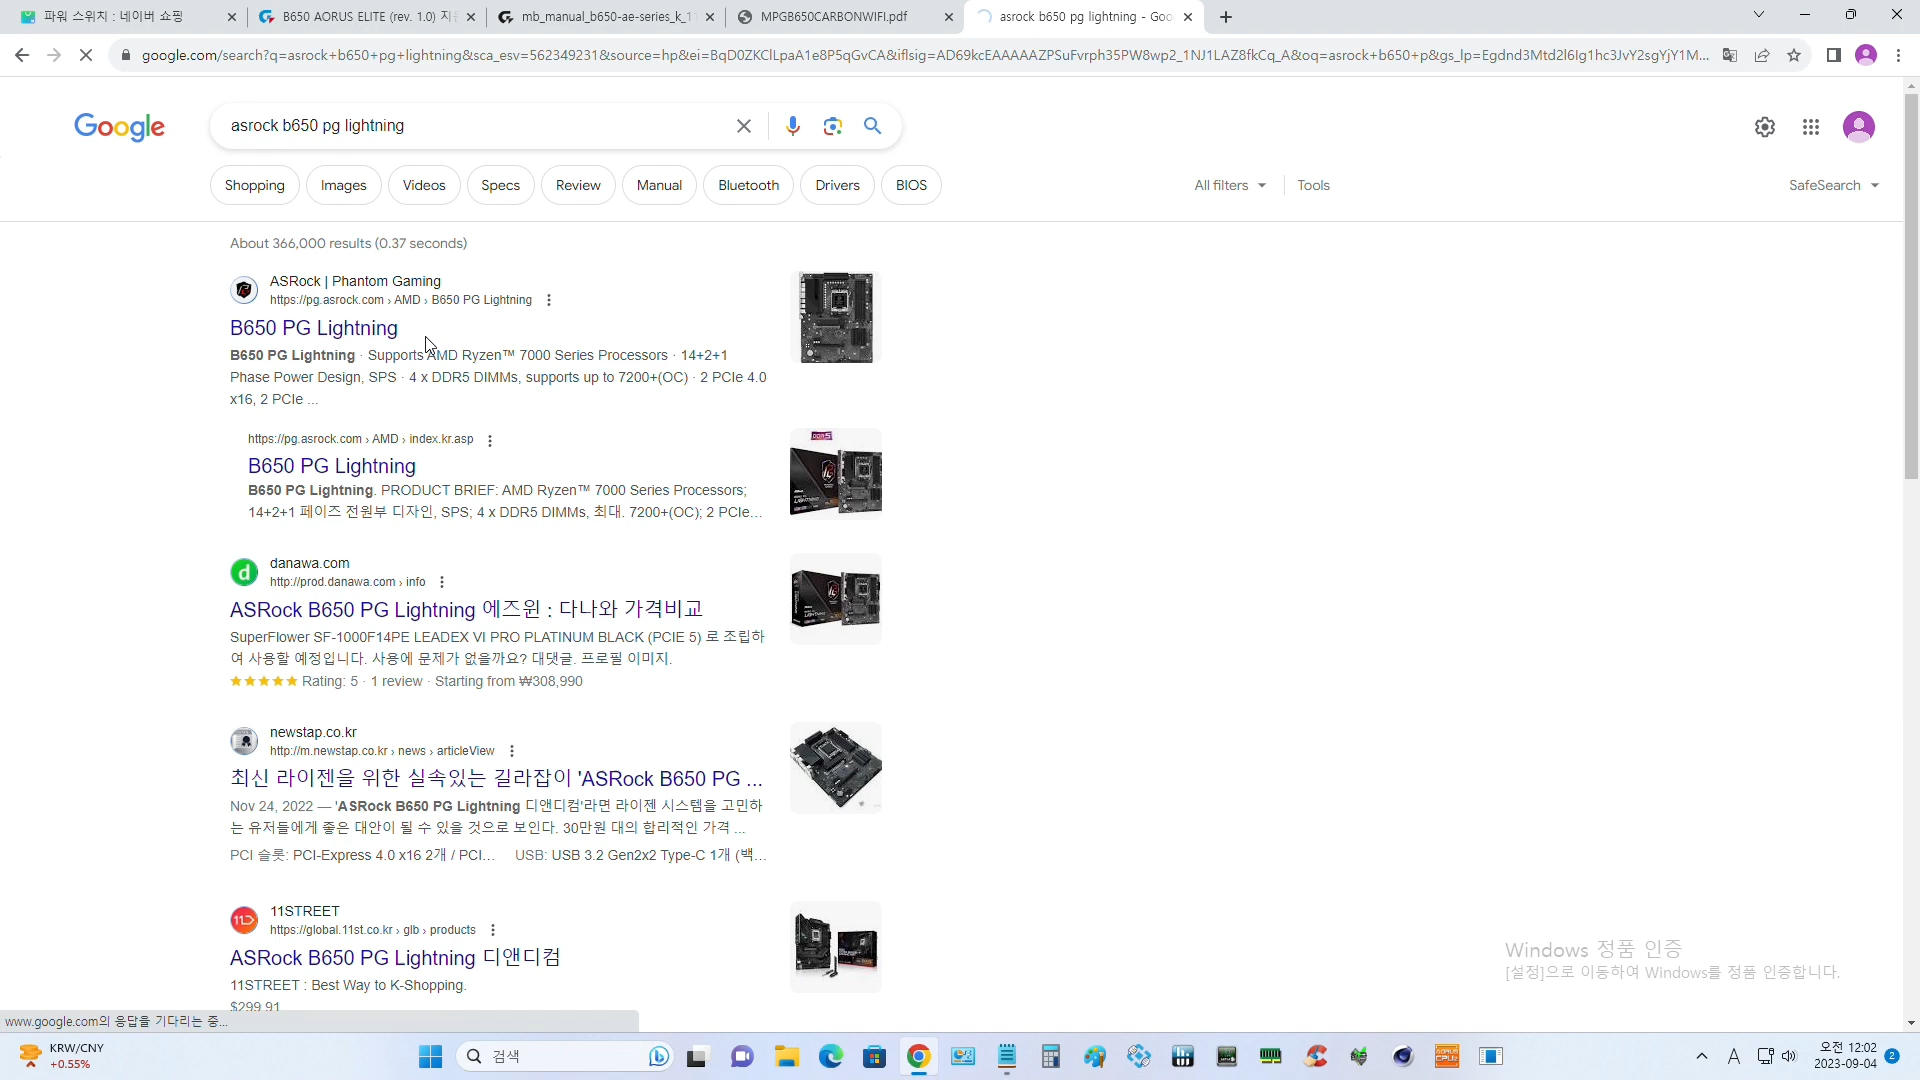 파워 스위치 : 네이버 쇼핑
B650 AORUS ELITE (rev. 1.0) 지원
mb_manual_b650-ae-series_k_1
MPGB650CARBONWIFI.pdf
asrock b650 pg lightning - Goo
google.com/search?q=asrock+b650+pg+lightning&sca_esv=562349231&source=hp&ei=BqD0ZKClLpaA1e8P5qGvCA&iflsig=AD69kcEAAAAAZPSuFvrph35PW8wp2_1NJ1LAZ8fkCq_A&oq=asrock+b650+p&gs_lp=Egdnd3Mtd2l6Ig1hc3JvY2sgYjY1M...
Google
asrock b650 pg lightning
Shopping Images Videos Specs Review Manual Bluetooth Drivers BIOS All filters Tools SafeSearch
About 366,000 results (0.37 seconds)
ASRock | Phantom Gaming
https://pg.asrock.com › AMD › B650 PG Lightning
B650 PG Lightning
B650 PG Lightning · Supports AMD Ryzen™ 7000 Series Processors · 14+2+1
Phase Power Design, SPS · 4 x DDR5 DIMMs, supports up to 7200+(OC) · 2 PCIe 4.0
x16, 2 PCIe ...
https://pg.asrock.com › AMD › index.kr.asp
B650 PG Lightning
B650 PG Lightning. PRODUCT BRIEF: AMD Ryzen™ 7000 Series Processors;
14+2+1 페이즈 전원부 디자인, SPS; 4 x DDR5 DIMMs, 최대. 7200+(OC); 2 PCIe...
danawa.com
http://prod.danawa.com › info
ASRock B650 PG Lightning 에즈윈 : 다나와 가격비교
SuperFlower SF-1000F14PE LEADEX VI PRO PLATINUM BLACK (PCIE 5) 로 조립하
여 사용할 예정입니다. 사용에 문제가 없을까요? 대댓글. 프로필 이미지.
Rating: 5 · 1 review · Starting from ₩308,990
newstap.co.kr
http://m.newstap.co.kr › news › articleView
최신 라이젠을 위한 실속있는 길라잡이 'ASRock B650 PG ...
Nov 24, 2022 — 'ASRock B650 PG Lightning 디앤디컴'라면 라이젠 시스템을 고민하
는 유저들에게 좋은 대안이 될 수 있을 것으로 보인다. 30만원 대의 합리적인 가격 ...
PCI 슬롯: PCI-Express 4.0 x16 2개 / PCI... USB: USB 3.2 Gen2x2 Type-C 1개 (백...
11STREET
https://global.11st.co.kr › glb › products
ASRock B650 PG Lightning 디앤디컴
11STREET : Best Way to K-Shopping.
$299.91
Windows 정품 인증
[설정]으로 이동하여 Windows를 정품 인증합니다.
www.google.com의 응답을 기다리는 중...
KRW/CNY
+0.55%
검색
A
오전 12:02
2023-09-04
2